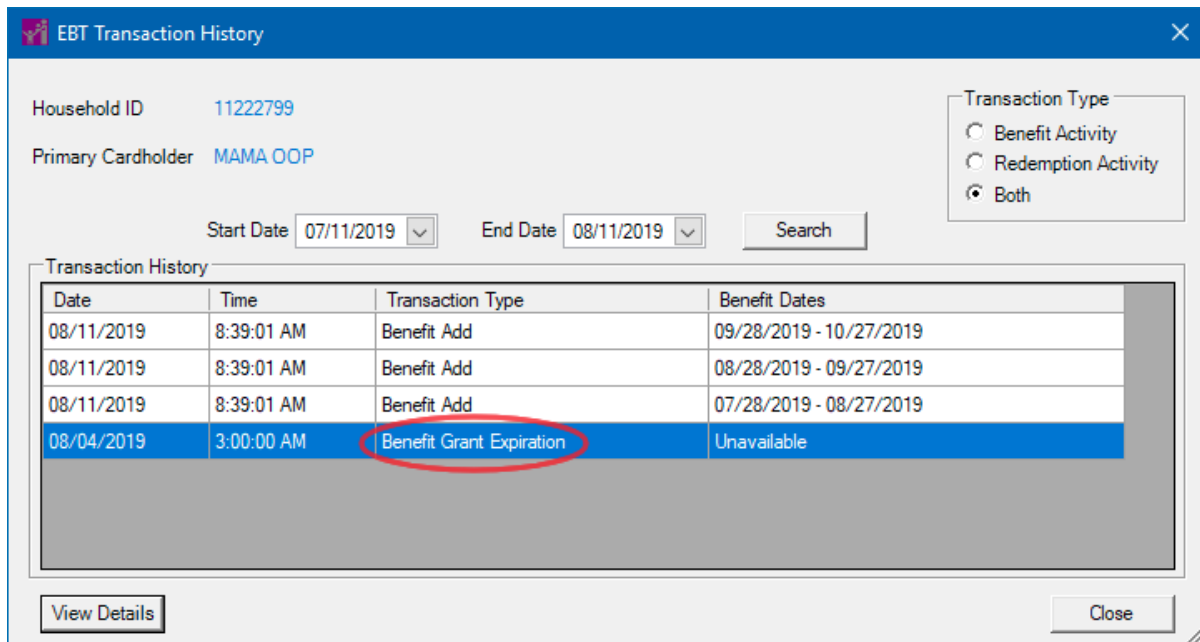 EBT Transaction History
Household ID 11222799
Primary Cardholder MAMA OOP
Transaction Type
Benefit Activity
Redemption Activity
Both
Start Date 07/11/2019 End Date 08/11/2019 Search
Transaction History
Date Time Transaction Type Benefit Dates
08/11/2019 8:39:01 AM Benefit Add 09/28/2019 - 10/27/2019
08/11/2019 8:39:01 AM Benefit Add 08/28/2019 - 09/27/2019
08/11/2019 8:39:01 AM Benefit Add 07/28/2019 - 08/27/2019
08/04/2019 3:00:00 AM Benefit Grant Expiration Unavailable
View Details Close